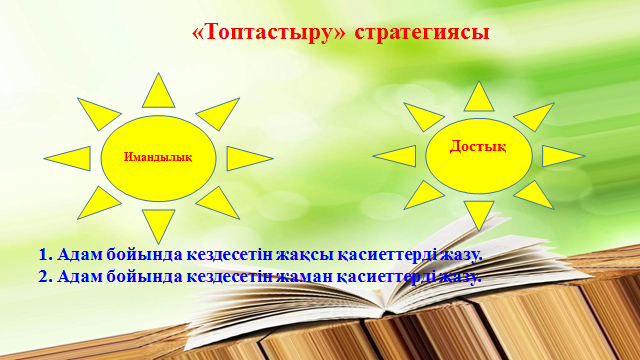 «Топтастыру» стратегиясы
Имандылық
Достық
1. Адам бойында кездесетін жақсы қасиеттерді жазу.
2. Адам бойында кездесетін жаман қасиеттерді жазу.